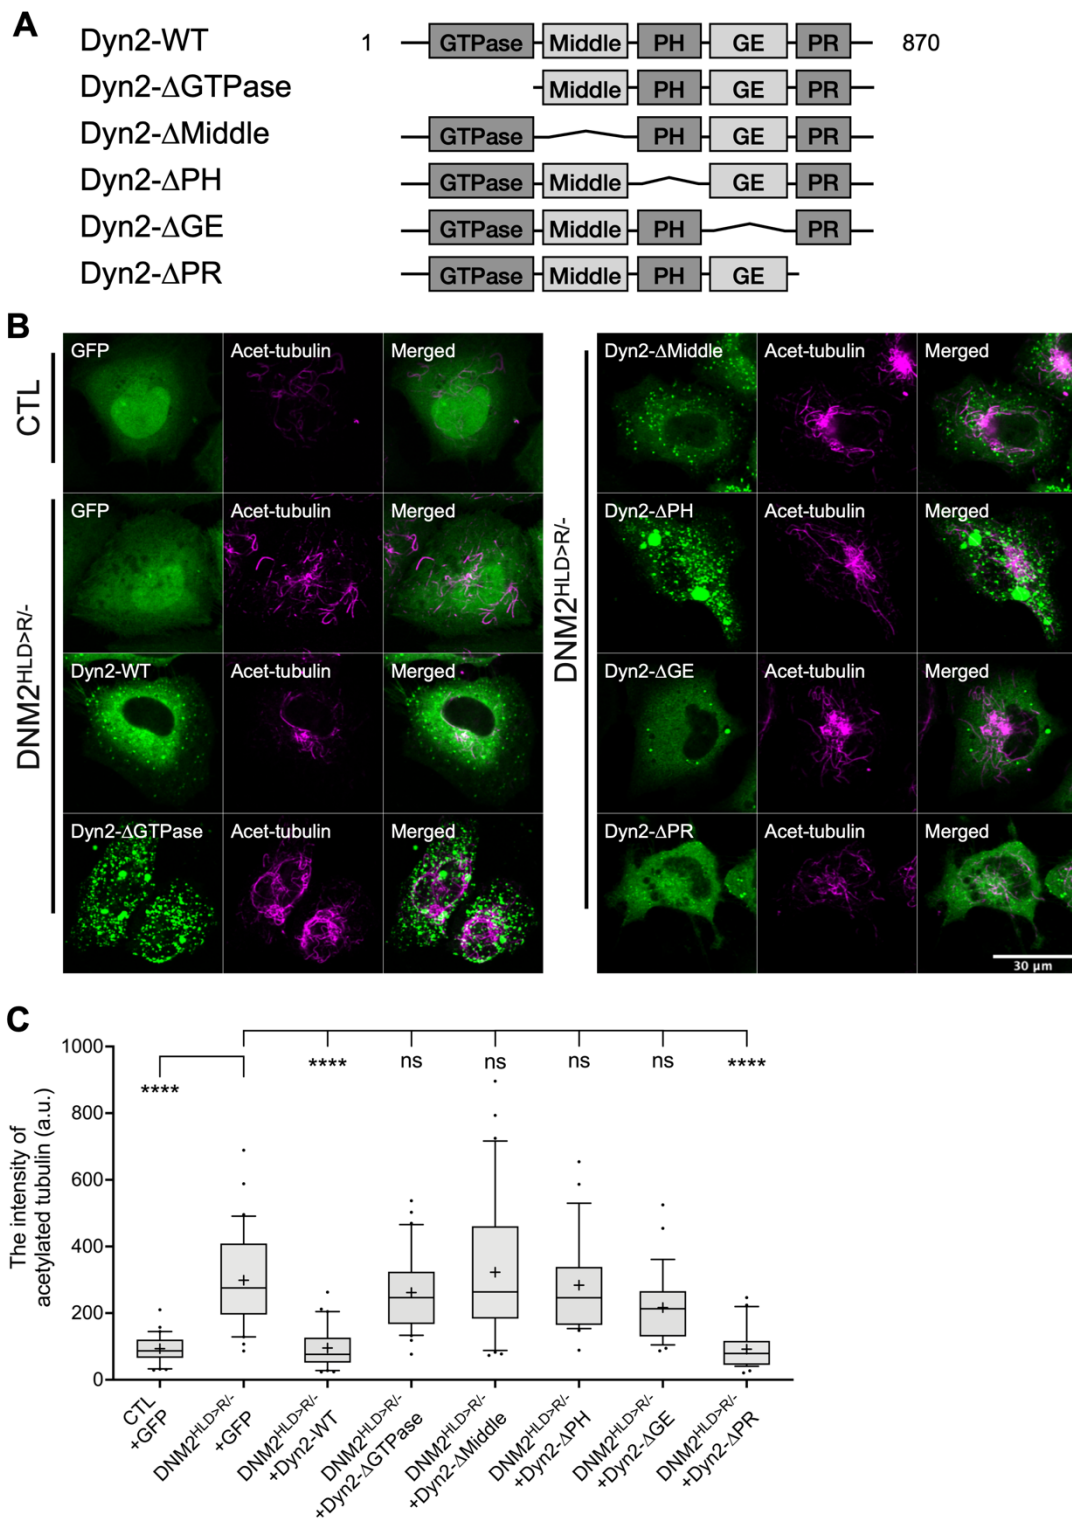 A
Dyn2-WT 1 GTPase Middle PH GE PR 870
Dyn2-ΔGTPase Middle PH GE PR
Dyn2-ΔMiddle GTPase PH GE PR
Dyn2-ΔPH GTPase Middle GE PR
Dyn2-ΔGE GTPase Middle PH PR
Dyn2-ΔPR GTPase Middle PH GE
B
CTL
GFP Acet-tubulin Merged
DNM2HLD>R/-
GFP Acet-tubulin Merged
Dyn2-WT Acet-tubulin Merged
Dyn2-ΔGTPase Acet-tubulin Merged
DNM2HLD>R/-
Dyn2-ΔMiddle Acet-tubulin Merged
Dyn2-ΔPH Acet-tubulin Merged
Dyn2-ΔGE Acet-tubulin Merged
Dyn2-ΔPR Acet-tubulin Merged
30 μm
C
The intensity of
acetylated tubulin (a.u.)
1000
800
600
400
200
0
**** **** ns ns ns ns ****
CTL
+GFP
DNM2HLD>R/-
+GFP
DNM2HLD>R/-
+Dyn2-WT
DNM2HLD>R/-
+Dyn2-ΔGTPase
DNM2HLD>R/-
+Dyn2-ΔMiddle
DNM2HLD>R/-
+Dyn2-ΔPH
DNM2HLD>R/-
+Dyn2-ΔGE
DNM2HLD>R/-
+Dyn2-ΔPR